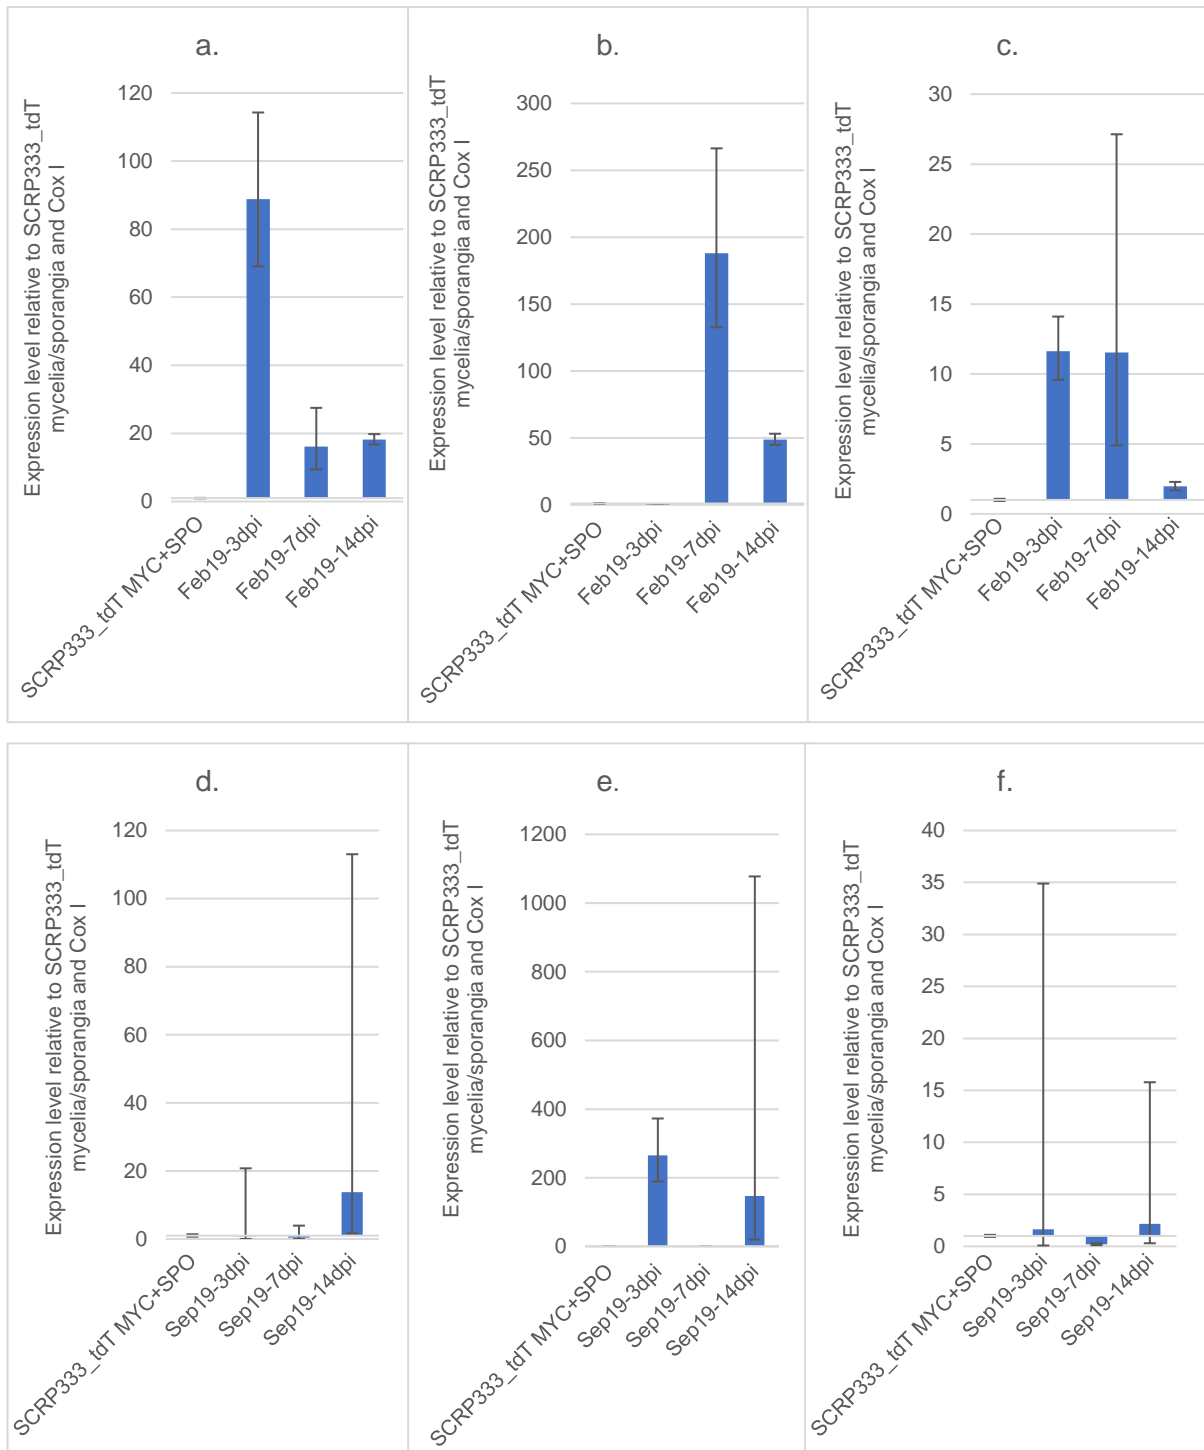 a.
Expression level relative to SCRP333_tdT
mycelia/sporangia and Cox I
120
100
80
60
40
20
0
SCRP333_tdT MYC+SPO
Feb19-3dpi
Feb19-7dpi
Feb19-14dpi
b.
Expression level relative to SCRP333_tdT
mycelia/sporangia and Cox I
300
250
200
150
100
50
0
SCRP333_tdT MYC+SPO
Feb19-3dpi
Feb19-7dpi
Feb19-14dpi
c.
Expression level relative to SCRP333_tdT
mycelia/sporangia and Cox I
30
25
20
15
10
5
0
SCRP333_tdT MYC+SPO
Feb19-3dpi
Feb19-7dpi
Feb19-14dpi
d.
Expression level relative to SCRP333_tdT
mycelia/sporangia and Cox I
120
100
80
60
40
20
0
SCRP333_tdT MYC+SPO
Sep19-3dpi
Sep19-7dpi
Sep19-14dpi
e.
Expression level relative to SCRP333_tdT
mycelia/sporangia and Cox I
1200
1000
800
600
400
200
0
SCRP333_tdT MYC+SPO
Sep19-3dpi
Sep19-7dpi
Sep19-14dpi
f.
Expression level relative to SCRP333_tdT
mycelia/sporangia and Cox I
40
35
30
25
20
15
10
5
0
SCRP333_tdT MYC+SPO
Sep19-3dpi
Sep19-7dpi
Sep19-14dpi